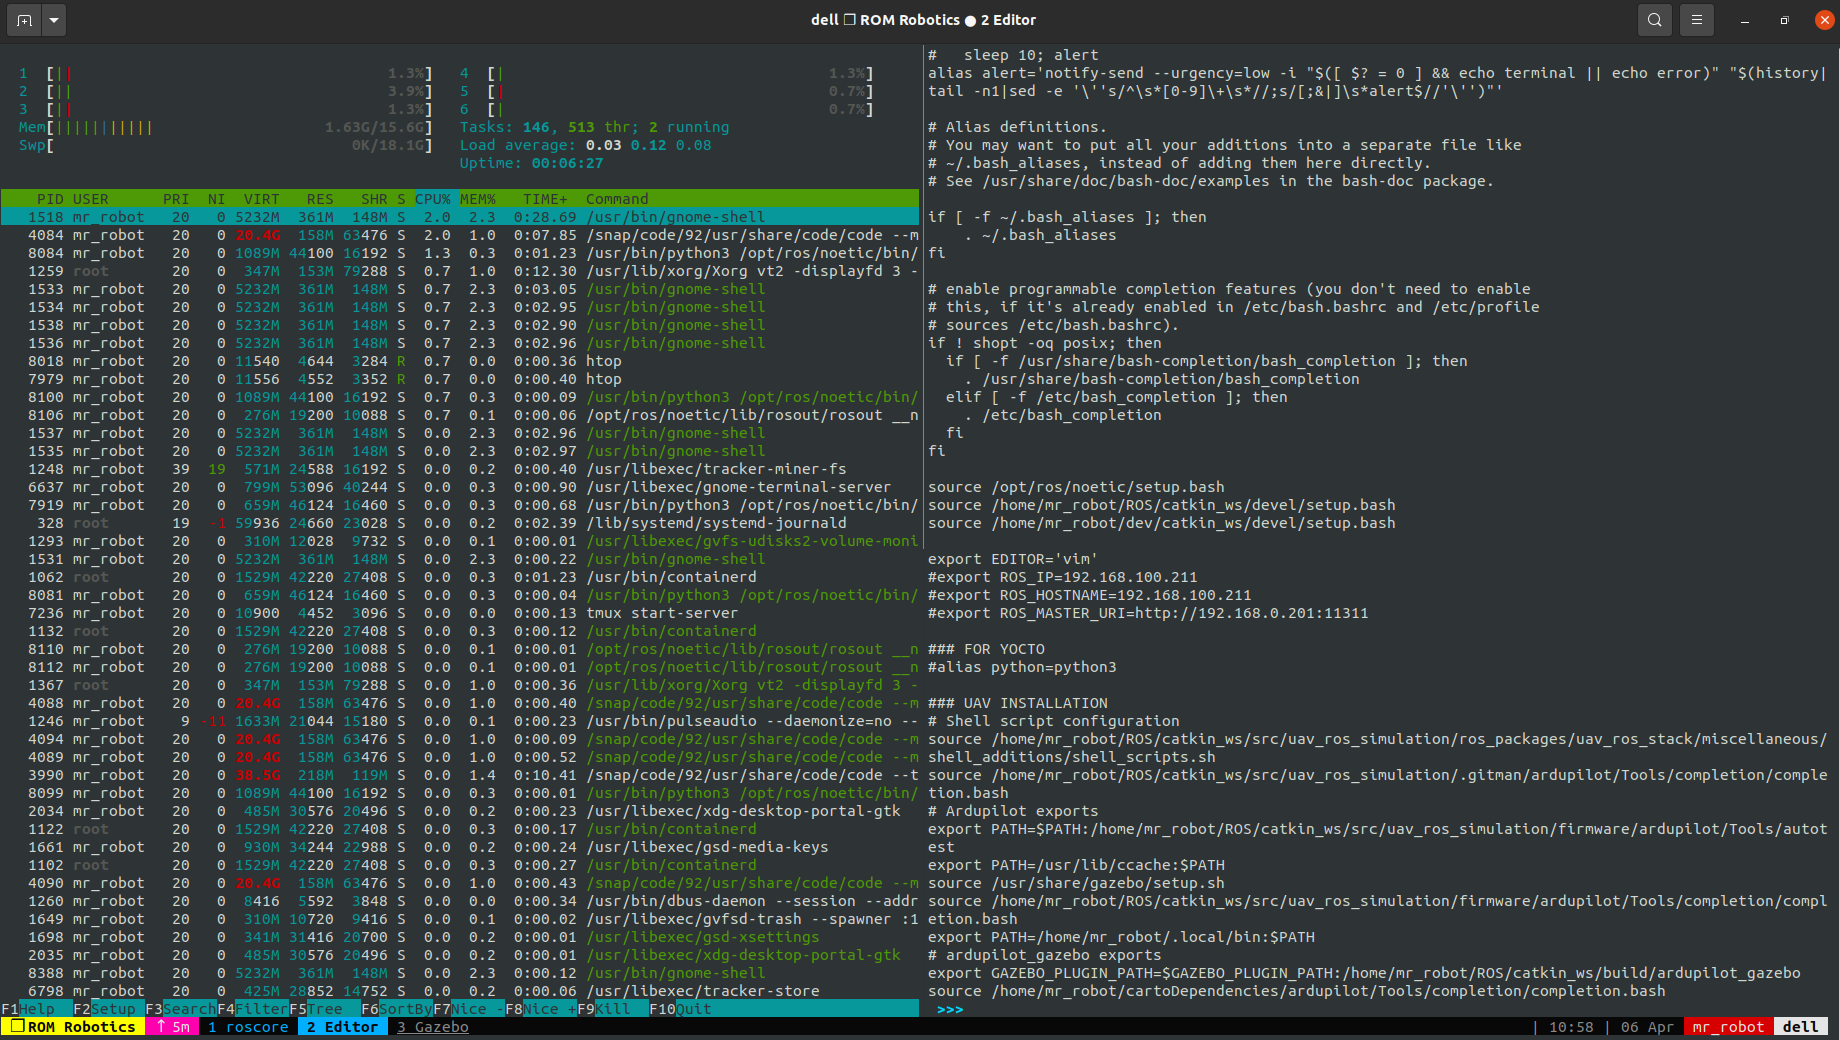 dell ❐ ROM Robotics ● 2 Editor
1 [|| 1.3%] 4 [| 1.3%]
2 [|| 3.9%] 5 [| 0.7%]
3 [|| 1.3%] 6 [| 0.7%]
Mem[||||||||||| 1.63G/15.6G] Tasks: 146, 513 thr; 2 running
Swp[ 0K/18.1G] Load average: 0.03 0.12 0.08
Uptime: 00:06:27
PID USER PRI NI VIRT RES SHR S CPU% MEM% TIME+ Command
1518 mr_robot 20 0 5232M 361M 148M S 2.0 2.3 0:28.69 /usr/bin/gnome-shell
4084 mr_robot 20 0 20.4G 158M 63476 S 2.0 1.0 0:07.85 /snap/code/92/usr/share/code/code --m
8084 mr_robot 20 0 1089M 44100 16192 S 1.3 0.3 0:01.23 /usr/bin/python3 /opt/ros/noetic/bin/
1259 root 20 0 347M 153M 79288 S 0.7 1.0 0:12.30 /usr/lib/xorg/Xorg vt2 -displayfd 3 -
1533 mr_robot 20 0 5232M 361M 148M S 0.7 2.3 0:03.05 /usr/bin/gnome-shell
1534 mr_robot 20 0 5232M 361M 148M S 0.7 2.3 0:02.95 /usr/bin/gnome-shell
1538 mr_robot 20 0 5232M 361M 148M S 0.7 2.3 0:02.90 /usr/bin/gnome-shell
1536 mr_robot 20 0 5232M 361M 148M S 0.7 2.3 0:02.96 /usr/bin/gnome-shell
8018 mr_robot 20 0 11540 4644 3284 R 0.7 0.0 0:00.36 htop
7979 mr_robot 20 0 11556 4552 3352 R 0.7 0.0 0:00.40 htop
8100 mr_robot 20 0 1089M 44100 16192 S 0.7 0.3 0:00.09 /usr/bin/python3 /opt/ros/noetic/bin/
8106 mr_robot 20 0 276M 19200 10088 S 0.7 0.1 0:00.06 /opt/ros/noetic/lib/rosout/rosout __n
1537 mr_robot 20 0 5232M 361M 148M S 0.0 2.3 0:02.96 /usr/bin/gnome-shell
1535 mr_robot 20 0 5232M 361M 148M S 0.0 2.3 0:02.97 /usr/bin/gnome-shell
1248 mr_robot 39 19 571M 24588 16192 S 0.0 0.2 0:00.40 /usr/libexec/tracker-miner-fs
6637 mr_robot 20 0 799M 53096 40244 S 0.0 0.3 0:00.90 /usr/libexec/gnome-terminal-server
7919 mr_robot 20 0 659M 46124 16460 S 0.0 0.3 0:00.68 /usr/bin/python3 /opt/ros/noetic/bin/
328 root 19 -1 59936 24660 23028 S 0.0 0.2 0:02.39 /lib/systemd/systemd-journald
1293 mr_robot 20 0 310M 12028 9732 S 0.0 0.1 0:00.01 /usr/libexec/gvfs-udisks2-volume-moni
1531 mr_robot 20 0 5232M 361M 148M S 0.0 2.3 0:00.22 /usr/bin/gnome-shell
1062 root 20 0 1529M 42220 27408 S 0.0 0.3 0:01.23 /usr/bin/containerd
8081 mr_robot 20 0 659M 46124 16460 S 0.0 0.3 0:00.04 /usr/bin/python3 /opt/ros/noetic/bin/
7236 mr_robot 20 0 10900 4452 3096 S 0.0 0.0 0:00.13 tmux start-server
1132 root 20 0 1529M 42220 27408 S 0.0 0.3 0:00.12 /usr/bin/containerd
8110 mr_robot 20 0 276M 19200 10088 S 0.0 0.1 0:00.01 /opt/ros/noetic/lib/rosout/rosout __n
8112 mr_robot 20 0 276M 19200 10088 S 0.0 0.1 0:00.01 /opt/ros/noetic/lib/rosout/rosout __n
1367 root 20 0 347M 153M 79288 S 0.0 1.0 0:00.36 /usr/lib/xorg/Xorg vt2 -displayfd 3 -
4088 mr_robot 20 0 20.4G 158M 63476 S 0.0 1.0 0:00.40 /snap/code/92/usr/share/code/code --m
1246 mr_robot 9 -11 1633M 21044 15180 S 0.0 0.1 0:00.23 /usr/bin/pulseaudio --daemonize=no --
4094 mr_robot 20 0 20.4G 158M 63476 S 0.0 1.0 0:00.09 /snap/code/92/usr/share/code/code --m
4089 mr_robot 20 0 20.4G 158M 63476 S 0.0 1.0 0:00.52 /snap/code/92/usr/share/code/code --m
3990 mr_robot 20 0 38.5G 218M 119M S 0.0 1.4 0:10.41 /snap/code/92/usr/share/code/code --t
8099 mr_robot 20 0 1089M 44100 16192 S 0.0 0.3 0:00.01 /usr/bin/python3 /opt/ros/noetic/bin/
2034 mr_robot 20 0 485M 30576 20496 S 0.0 0.2 0:00.23 /usr/libexec/xdg-desktop-portal-gtk
1122 root 20 0 1529M 42220 27408 S 0.0 0.3 0:00.17 /usr/bin/containerd
1661 mr_robot 20 0 930M 34244 22988 S 0.0 0.2 0:00.24 /usr/libexec/gsd-media-keys
1102 root 20 0 1529M 42220 27408 S 0.0 0.3 0:00.27 /usr/bin/containerd
4090 mr_robot 20 0 20.4G 158M 63476 S 0.0 1.0 0:00.43 /snap/code/92/usr/share/code/code --m
1260 mr_robot 20 0 8416 5592 3848 S 0.0 0.0 0:00.34 /usr/bin/dbus-daemon --session --addr
1649 mr_robot 20 0 310M 10720 9416 S 0.0 0.1 0:00.02 /usr/libexec/gvfsd-trash --spawner :1
1698 mr_robot 20 0 341M 31416 20700 S 0.0 0.2 0:00.01 /usr/libexec/gsd-xsettings
2035 mr_robot 20 0 485M 30576 20496 S 0.0 0.2 0:00.01 /usr/libexec/xdg-desktop-portal-gtk
8388 mr_robot 20 0 5232M 361M 148M S 0.0 2.3 0:00.12 /usr/bin/gnome-shell
6798 mr_robot 20 0 425M 28852 14752 S 0.0 0.2 0:00.06 /usr/libexec/tracker-store
F1Help F2Setup F3SearchF4FilterF5Tree F6SortByF7Nice -F8Nice +F9Kill F10Quit
# sleep 10; alert
alias alert='notify-send --urgency=low -i "$([ $? = 0 ] && echo terminal || echo error)" "$(history|
tail -n1|sed -e '\''s/^\s*[0-9]\+\s*//;s/[;&|]\s*alert$//'\'')"'
# Alias definitions.
# You may want to put all your additions into a separate file like
# ~/.bash_aliases, instead of adding them here directly.
# See /usr/share/doc/bash-doc/examples in the bash-doc package.
if [ -f ~/.bash_aliases ]; then
. ~/.bash_aliases
fi
# enable programmable completion features (you don't need to enable
# this, if it's already enabled in /etc/bash.bashrc and /etc/profile
# sources /etc/bash.bashrc).
if ! shopt -oq posix; then
if [ -f /usr/share/bash-completion/bash_completion ]; then
. /usr/share/bash-completion/bash_completion
elif [ -f /etc/bash_completion ]; then
. /etc/bash_completion
fi
fi
source /opt/ros/noetic/setup.bash
source /home/mr_robot/ROS/catkin_ws/devel/setup.bash
source /home/mr_robot/dev/catkin_ws/devel/setup.bash
export EDITOR='vim'
#export ROS_IP=192.168.100.211
#export ROS_HOSTNAME=192.168.100.211
#export ROS_MASTER_URI=http://192.168.0.201:11311
### FOR YOCTO
#alias python=python3
### UAV INSTALLATION
# Shell script configuration
source /home/mr_robot/ROS/catkin_ws/src/uav_ros_simulation/ros_packages/uav_ros_stack/miscellaneous/
shell_additions/shell_scripts.sh
source /home/mr_robot/ROS/catkin_ws/src/uav_ros_simulation/.gitman/ardupilot/Tools/completion/comple
tion.bash
# Ardupilot exports
export PATH=$PATH:/home/mr_robot/ROS/catkin_ws/src/uav_ros_simulation/firmware/ardupilot/Tools/autot
est
export PATH=/usr/lib/ccache:$PATH
source /usr/share/gazebo/setup.sh
source /home/mr_robot/ROS/catkin_ws/src/uav_ros_simulation/firmware/ardupilot/Tools/completion/compl
etion.bash
export PATH=/home/mr_robot/.local/bin:$PATH
# ardupilot_gazebo exports
export GAZEBO_PLUGIN_PATH=$GAZEBO_PLUGIN_PATH:/home/mr_robot/ROS/catkin_ws/build/ardupilot_gazebo
source /home/mr_robot/cartoDependencies/ardupilot/Tools/completion/completion.bash
>>>
❐ ROM Robotics ↑ 5m 1 roscore 2 Editor 3 Gazebo | 10:58 | 06 Apr mr_robot dell